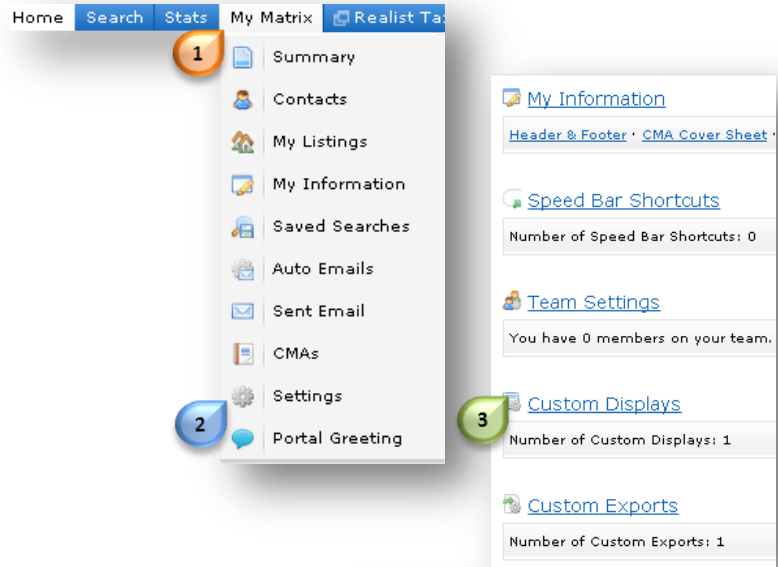 Home Search Stats My Matrix Realist Ta
1
Summary
Contacts
My Listings
My Information
Saved Searches
Auto Emails
Sent Email
CMAs
Settings
2
Portal Greeting
My Information
Header & Footer · CMA Cover Sheet ·
Speed Bar Shortcuts
Number of Speed Bar Shortcuts: 0
Team Settings
You have 0 members on your team.
3
Custom Displays
Number of Custom Displays: 1
Custom Exports
Number of Custom Exports: 1